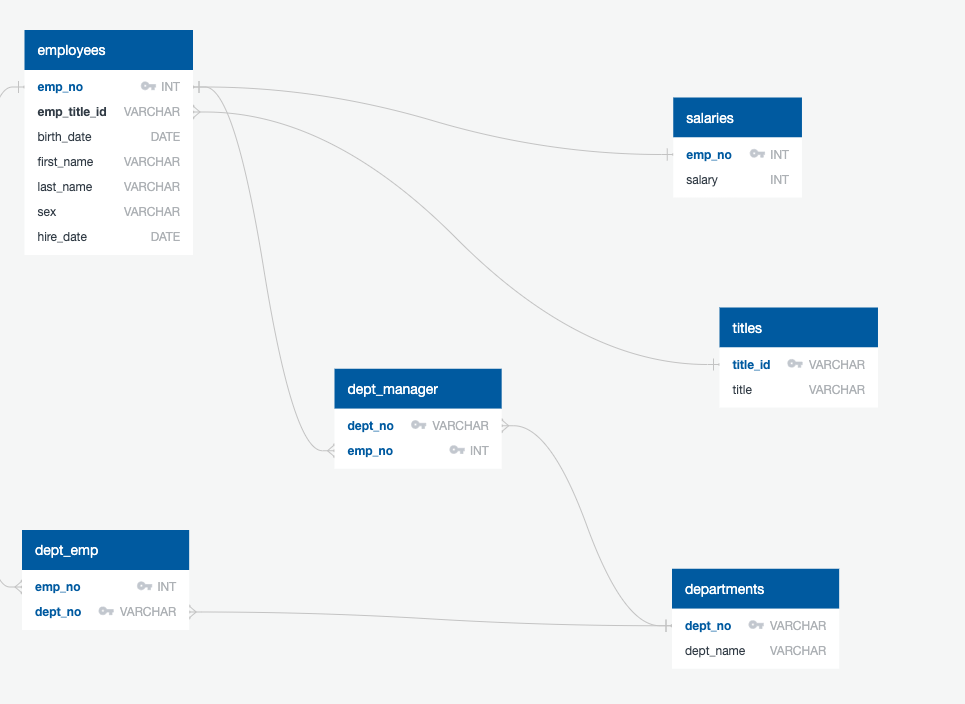 employees
emp_no INT
emp_title_id VARCHAR
birth_date DATE
first_name VARCHAR
last_name VARCHAR
sex VARCHAR
hire_date DATE
salaries
emp_no INT
salary INT
titles
title_id VARCHAR
title VARCHAR
dept_manager
dept_no VARCHAR
emp_no INT
dept_emp
emp_no INT
dept_no VARCHAR
departments
dept_no VARCHAR
dept_name VARCHAR